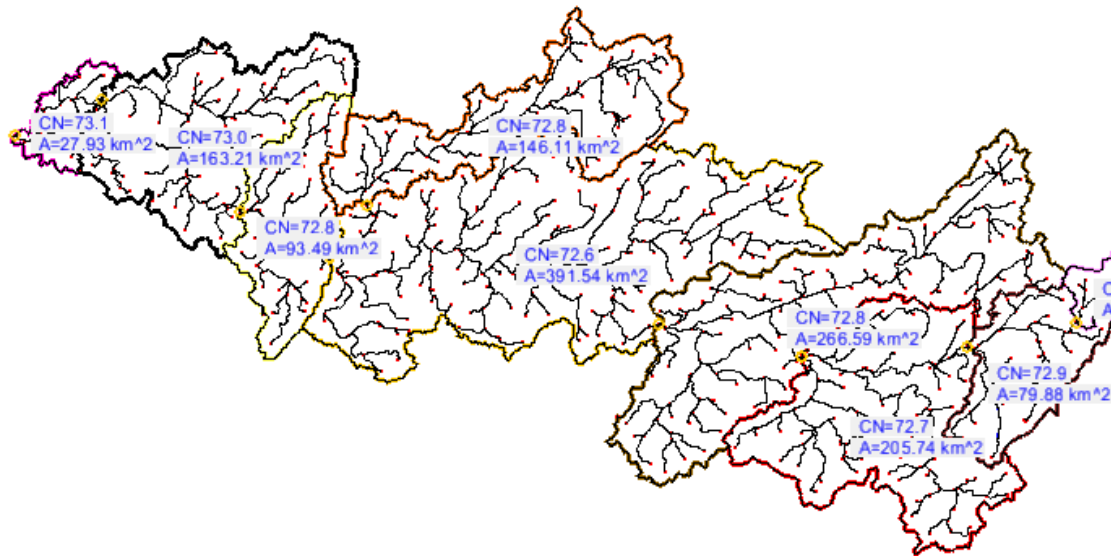 CN=73.1
A=27.93 km^2
CN=73.0
A=163.21 km^2
CN=72.8
A=146.11 km^2
CN=72.8
A=93.49 km^2
CN=72.6
A=391.54 km^2
CN=72.8
A=266.59 km^2
CN=72.9
A=79.88 km^2
CN=72.7
A=205.74 km^2